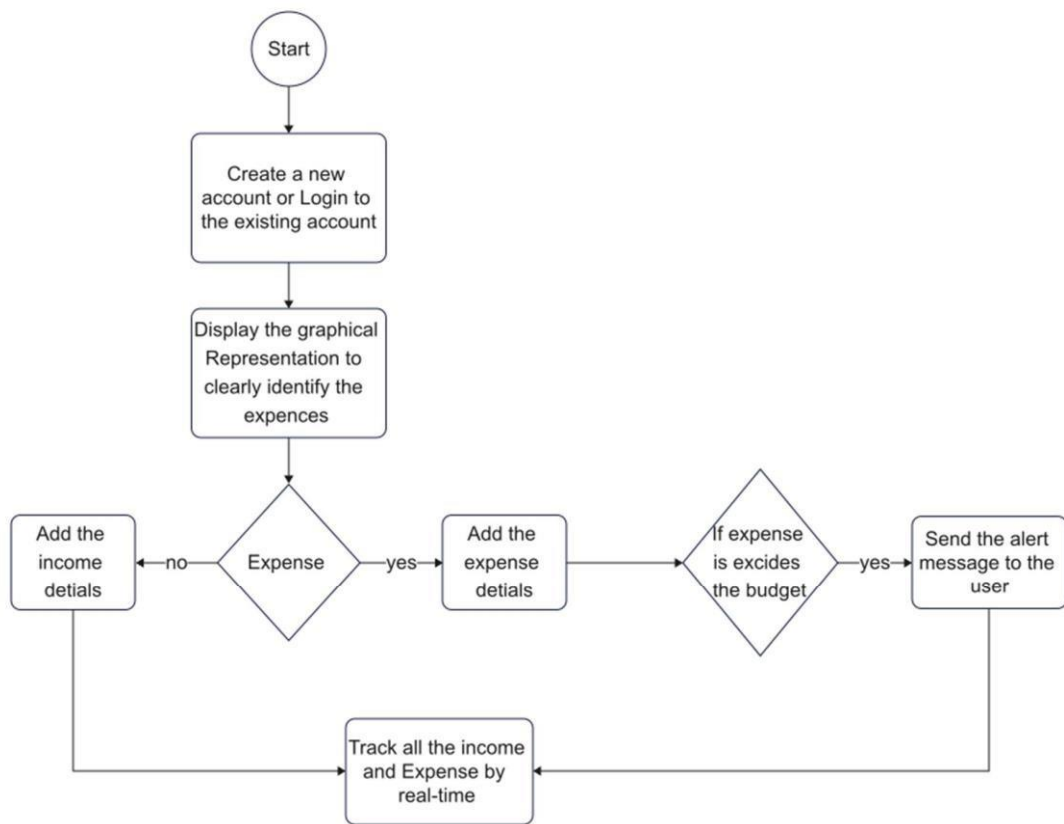 Start
Create a new
account or Login to
the existing account
Display the graphical
Representation to
clearly identify the
expences
Add the
income
detials
no
Expense
yes
Add the
expense
detials
If expense
is excides
the budget
yes
Send the alert
message to the
user
Track all the income
and Expense by
real-time